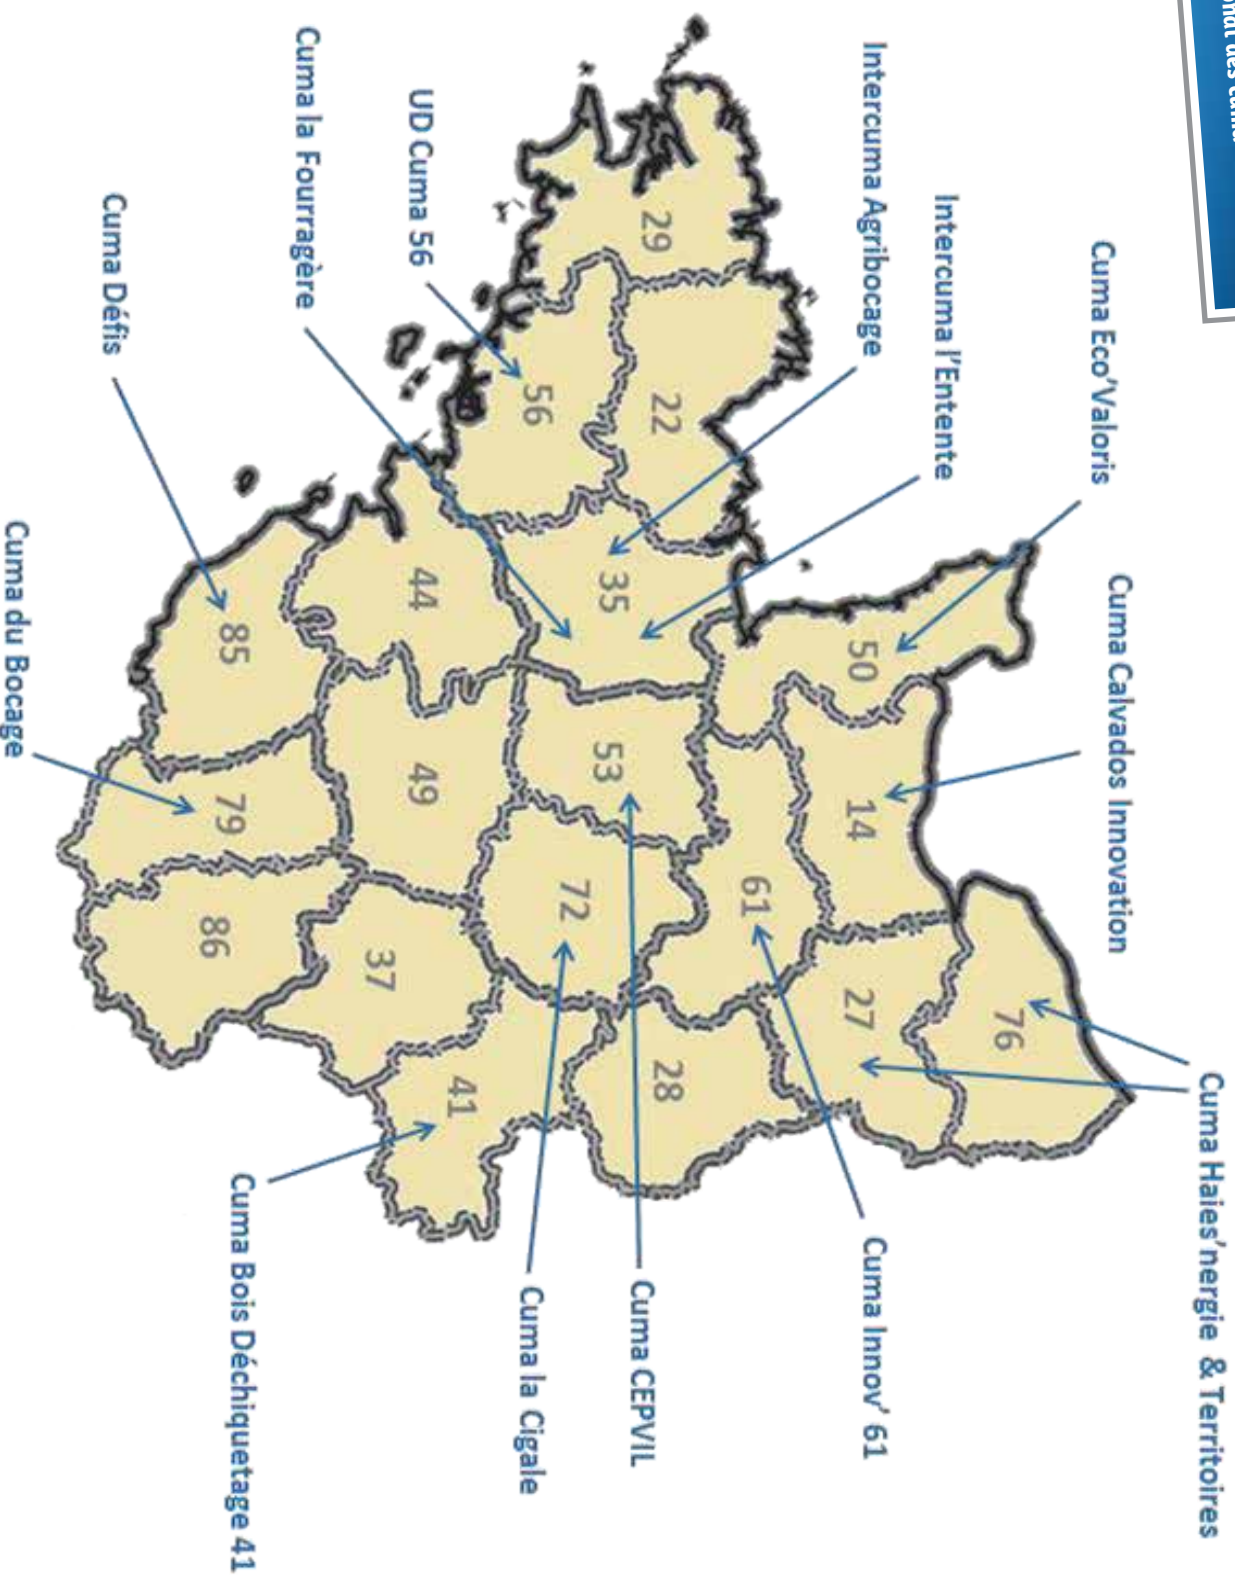 des cuma
Cuma Haies'nergie & Territoires
Cuma Calvados Innovation
Cuma Eco'Valoris
Intercuma l'Entente
Intercuma Agribocage
Cuma Innov' 61
Cuma CEPVIL
Cuma la Cigale
UD Cuma 56
Cuma la Fourragère
Cuma Bois Déchiquetage 41
Cuma Défis
Cuma du Bocage
76
50
14
27
61
29
22
28
35
53
72
56
44
49
41
37
85
79
86